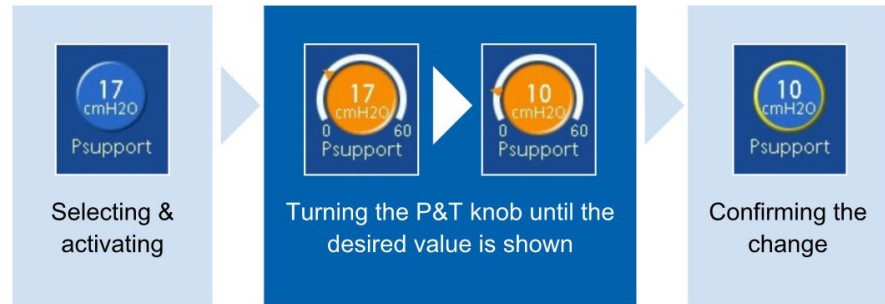 17
cmH2O
Psupport
Selecting &
activating
17
cmH2O
0 60
Psupport
10
cmH2O
0 60
Psupport
Turning the P&T knob until the
desired value is shown
10
cmH2O
Psupport
Confirming the
change